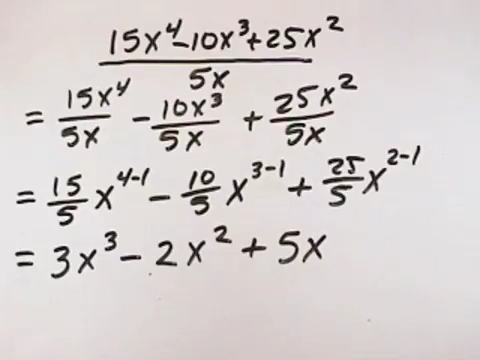 15x⁴-10x³+25x²
5x
= 15x⁴/5x - 10x³/5x + 25x²/5x
= 15/5 x⁴⁻¹ - 10/5 x³⁻¹ + 25/5 x²⁻¹
= 3x³ - 2x² + 5x